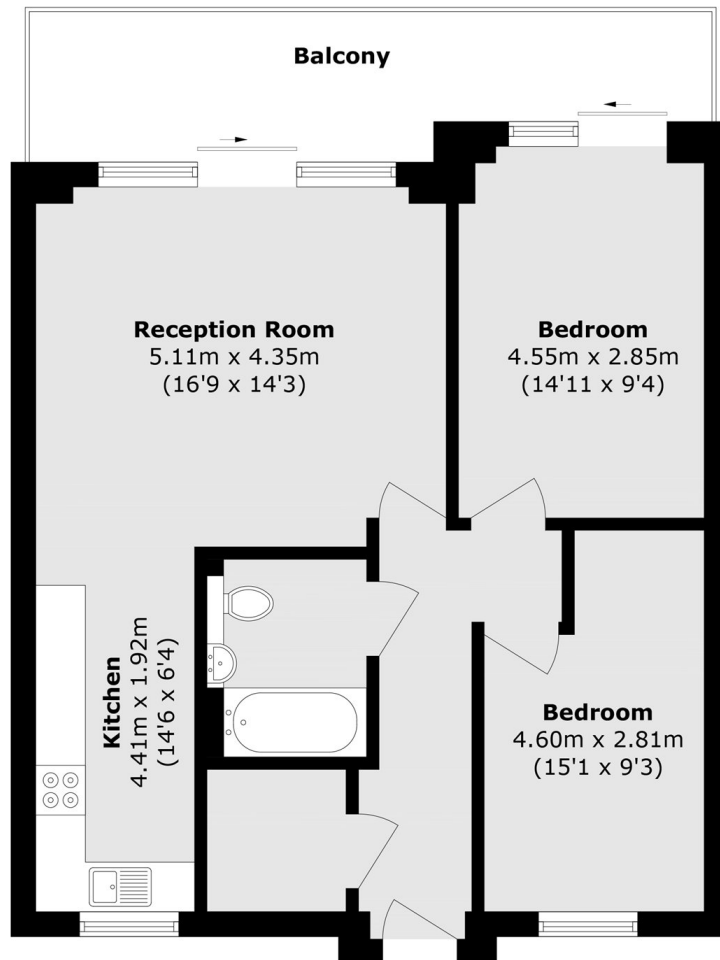 Balcony
Reception Room
5.11m x 4.35m
(16'9 x 14'3)
Bedroom
4.55m x 2.85m
(14'11 x 9'4)
Kitchen
4.41m x 1.92m
(14'6 x 6'4)
Bedroom
4.60m x 2.81m
(15'1 x 9'3)